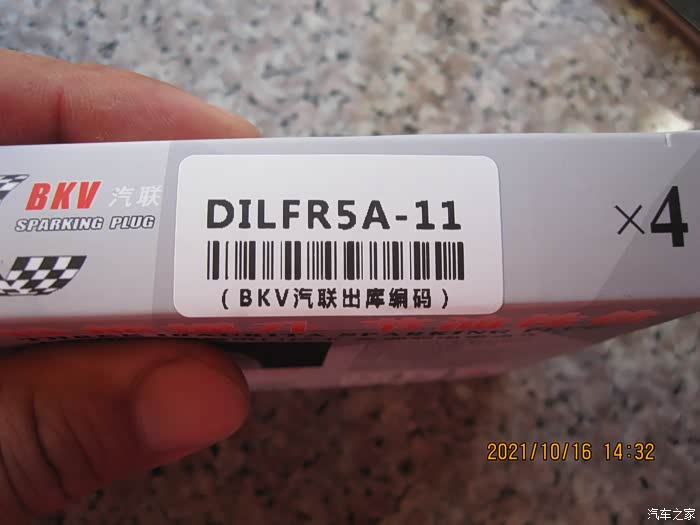 BKV 汽联
SPARKING PLUG
DILFR5A-11
(BKV汽联出库编码)
×4
2021/10/16 14:32
汽车之家